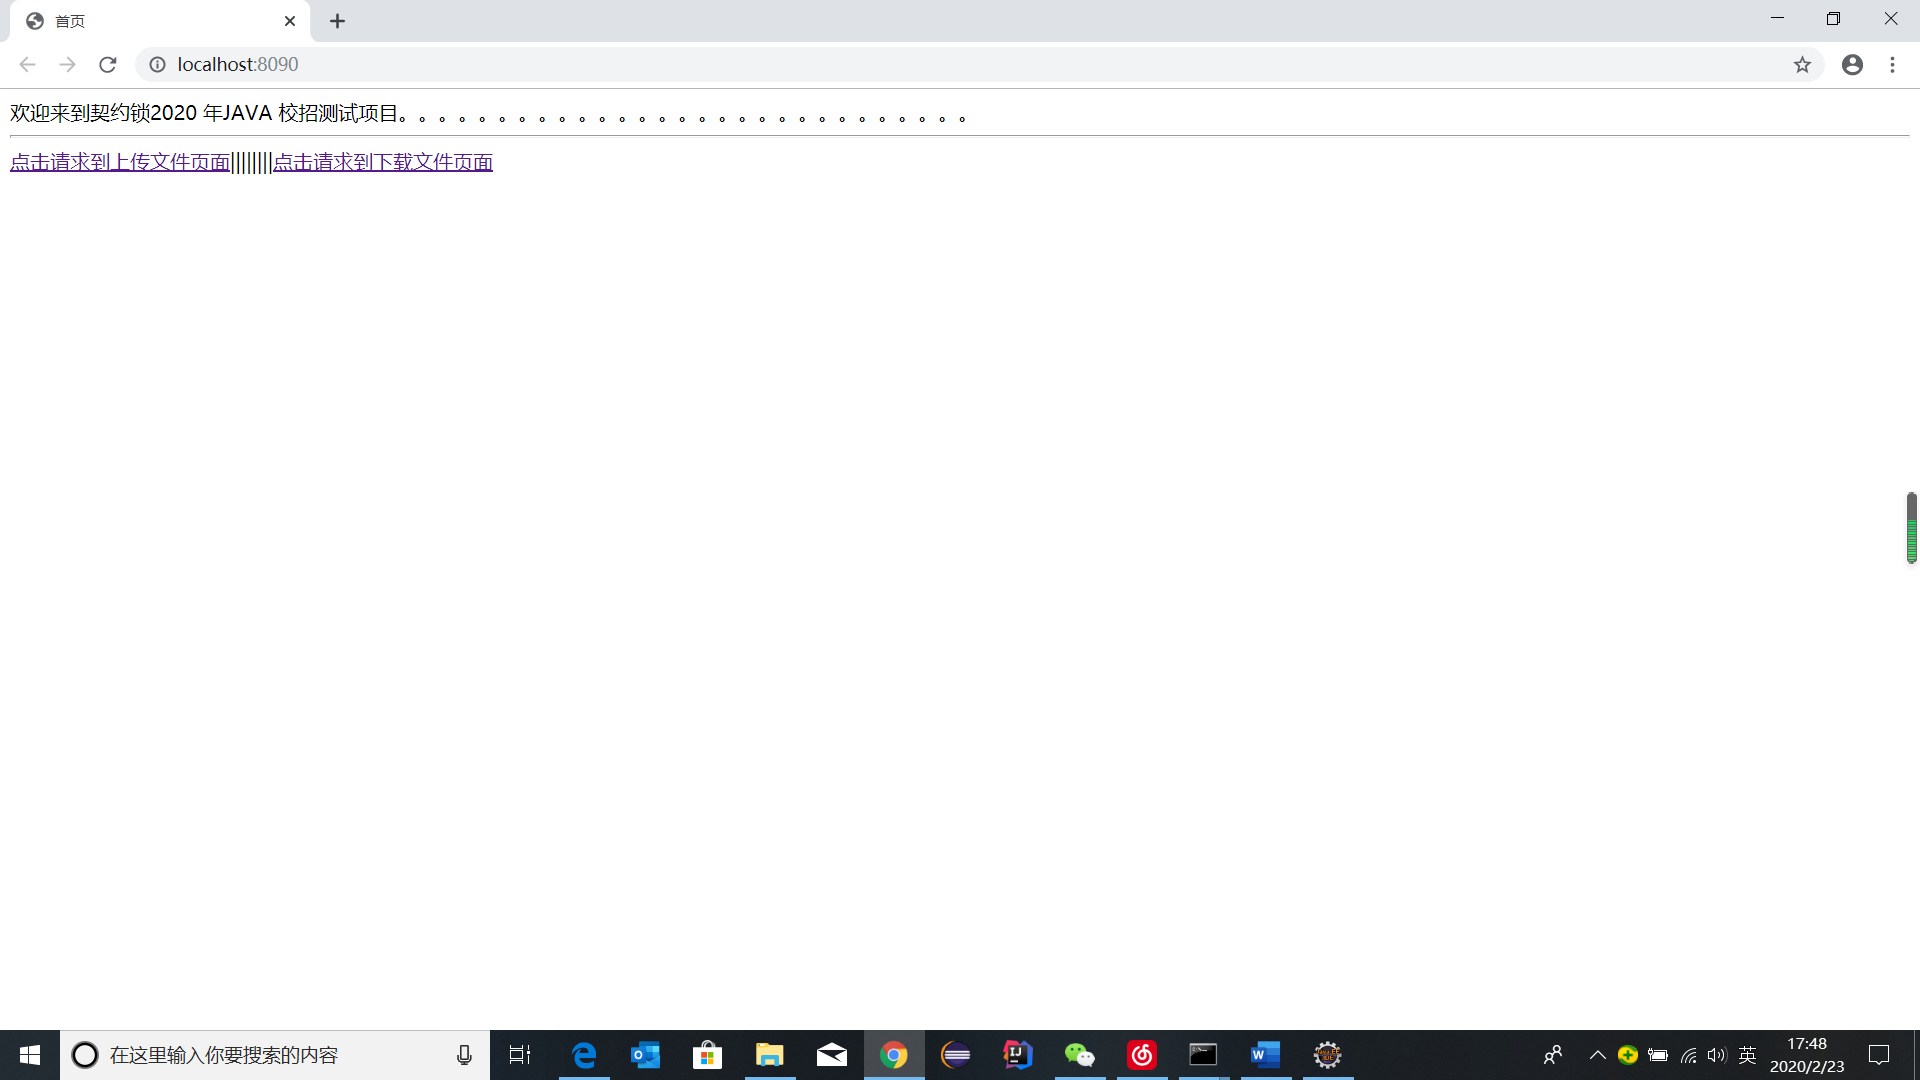 首页
localhost:8090
欢迎来到契约锁2020 年JAVA 校招测试项目。。。。。。。。。。。。。。。。。。。。。。。。。。。。。
点击请求到上传文件页面||||||||点击请求到下载文件页面
在这里输入你要搜索的内容
英
17:48
2020/2/23